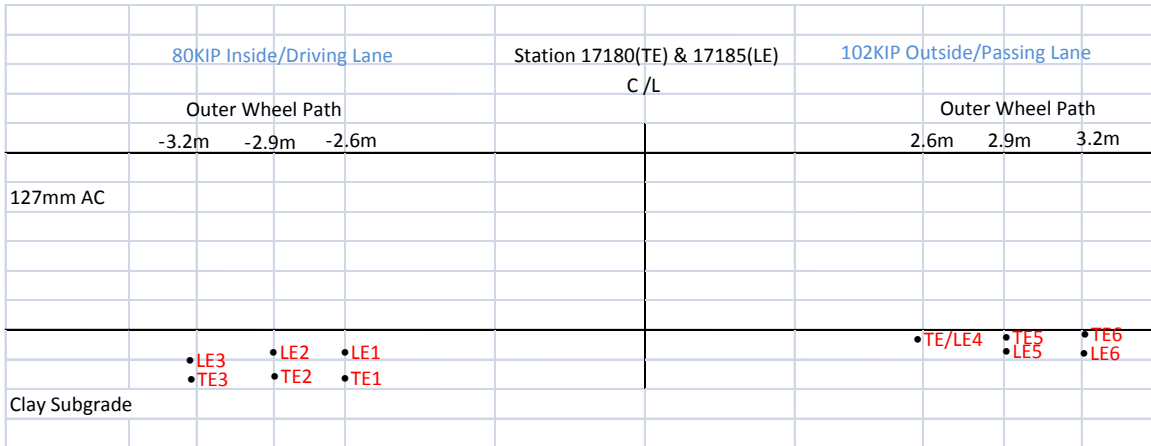 80KIP Inside/Driving Lane
Station 17180(TE) & 17185(LE)
102KIP Outside/Passing Lane
C /L
Outer Wheel Path
Outer Wheel Path
-3.2m -2.9m -2.6m
2.6m 2.9m 3.2m
127mm AC
LE3 LE2 LE1
TE3 TE2 TE1
TE/LE4 TE5 TE6
LE5 LE6
Clay Subgrade